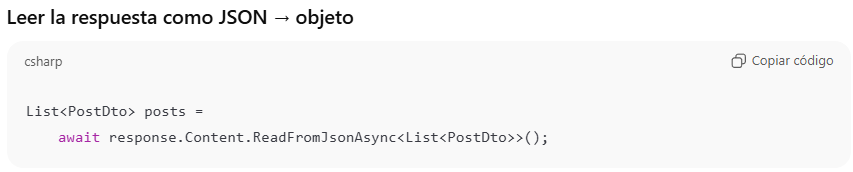 Leer la respuesta como JSON → objeto
csharp
Copiar código
List<PostDto> posts =
    await response.Content.ReadFromJsonAsync<List<PostDto>>();